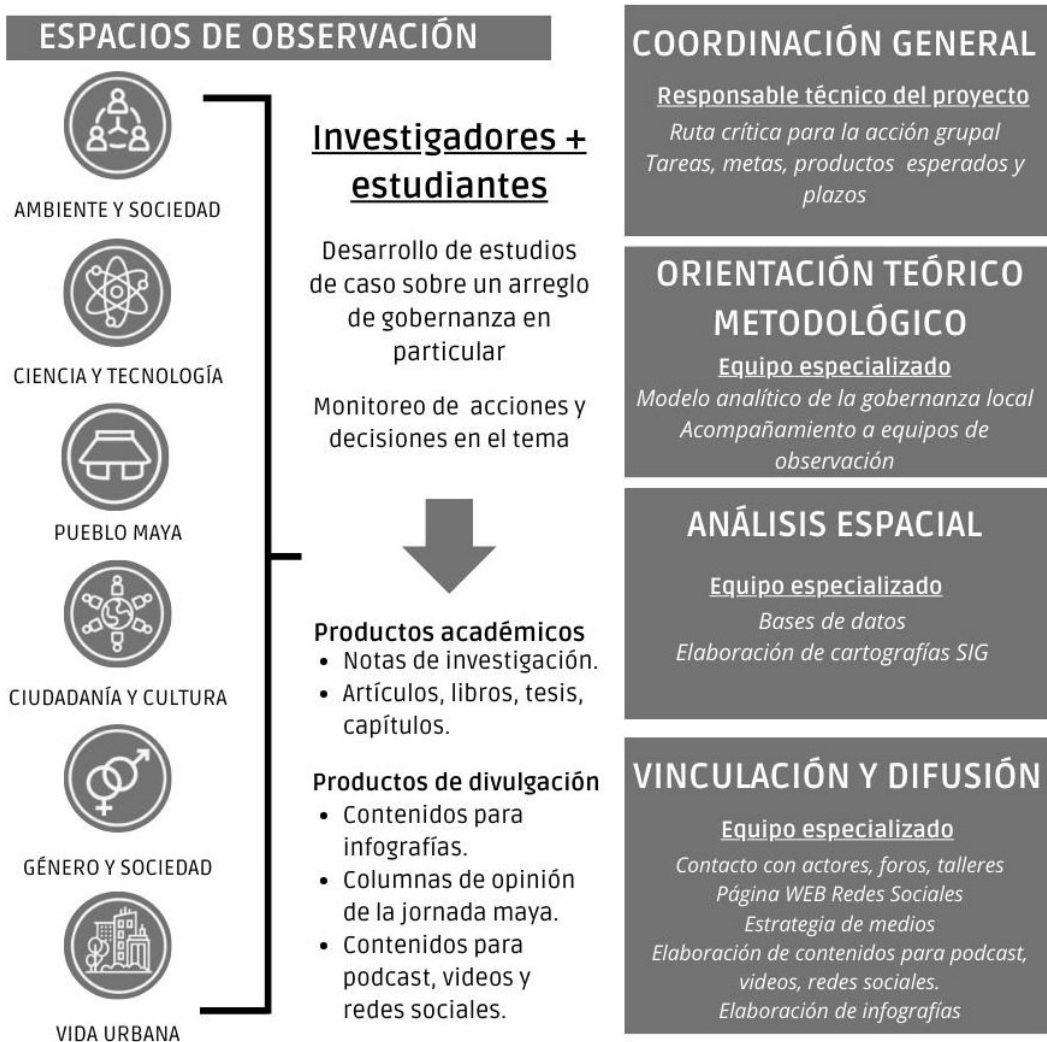 ESPACIOS DE OBSERVACIÓN
AMBIENTE Y SOCIEDAD
CIENCIA Y TECNOLOGÍA
PUEBLO MAYA
CIUDADANÍA Y CULTURA
GÉNERO Y SOCIEDAD
VIDA URBANA
Investigadores +
estudiantes
Desarrollo de estudios
de caso sobre un arreglo
de gobernanza en
particular
Monitoreo de acciones y
decisiones en el tema
Productos académicos
• Notas de investigación.
• Artículos, libros, tesis,
capítulos.
Productos de divulgación
• Contenidos para
infografías.
• Columnas de opinión
de la jornada maya.
• Contenidos para
podcast, videos y
redes sociales.
COORDINACIÓN GENERAL
Responsable técnico del proyecto
Ruta crítica para la acción grupal
Tareas, metas, productos esperados y
plazos
ORIENTACIÓN TEÓRICO
METODOLÓGICO
Equipo especializado
Modelo analítico de la gobernanza local
Acompañamiento a equipos de
observación
ANÁLISIS ESPACIAL
Equipo especializado
Bases de datos
Elaboración de cartografías SIG
VINCULACIÓN Y DIFUSIÓN
Equipo especializado
Contacto con actores, foros, talleres
Página WEB Redes Sociales
Estrategia de medios
Elaboración de contenidos para podcast,
videos, redes sociales.
Elaboración de infografías